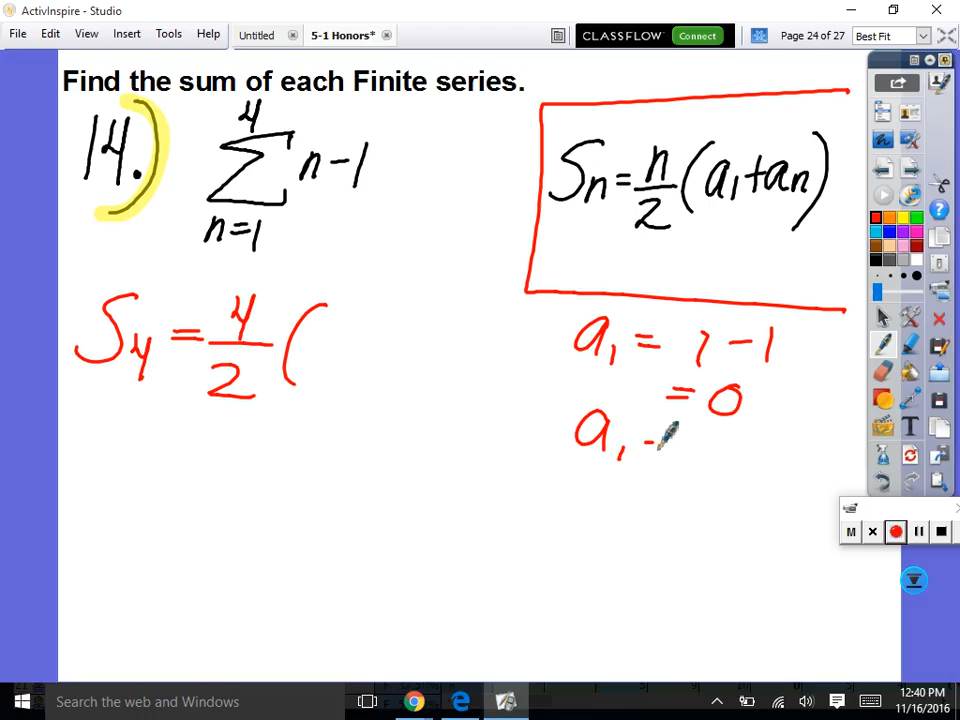 ActivInspire - Studio
File Edit View Insert Tools Help
Untitled
5-1 Honors*
CLASSFLOW Connect
Page 24 of 27
Best Fit
Find the sum of each Finite series.
14.)
4
∑ n-1
n=1
Sn = n/2 (a1+an)
S4 = 4/2 (
a1 = 1-1
= 0
a1 -
M
Search the web and Windows
12:40 PM
11/16/2016